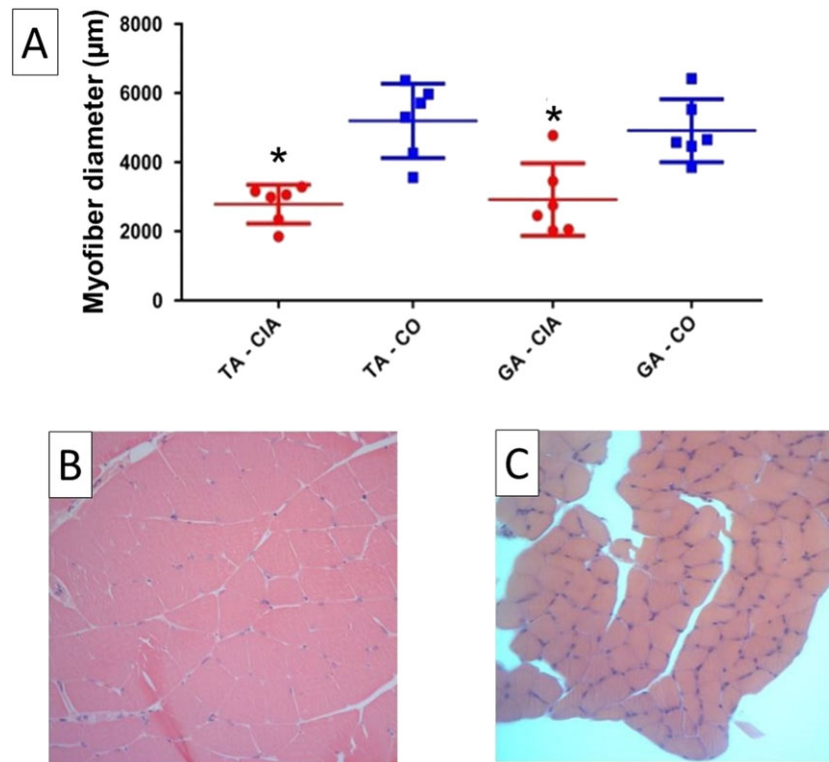 A
Myofiber diameter (µm)
8000
6000
4000
2000
0
*
*
TA - CIA
TA - CO
GA - CIA
GA - CO
B
C